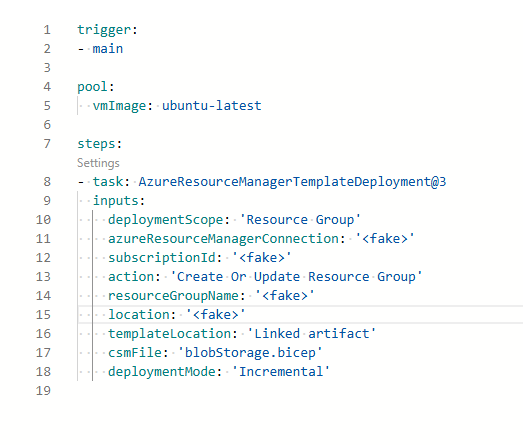 1 trigger:
2 - main
3
4 pool:
5 vmImage: ubuntu-latest
6
7 steps:
Settings
8 - task: AzureResourceManagerTemplateDeployment@3
9 inputs:
10 deploymentScope: 'Resource Group'
11 azureResourceManagerConnection: '<fake>'
12 subscriptionId: '<fake>'
13 action: 'Create Or Update Resource Group'
14 resourceGroupName: '<fake>'
15 location: '<fake>'
16 templateLocation: 'Linked artifact'
17 csmFile: 'blobStorage.bicep'
18 deploymentMode: 'Incremental'
19